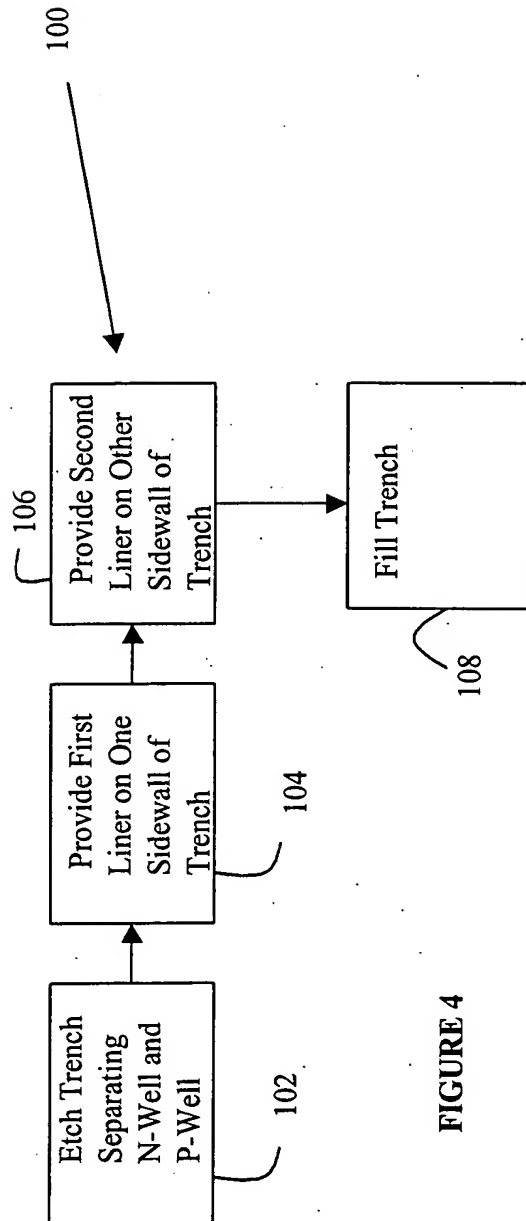 100
Etch Trench
Separating
N-Well and
P-Well
102
Provide First
Liner on One
Sidewall of
Trench
104
106
Provide Second
Liner on Other
Sidewall of
Trench
Fill Trench
108
FIGURE 4